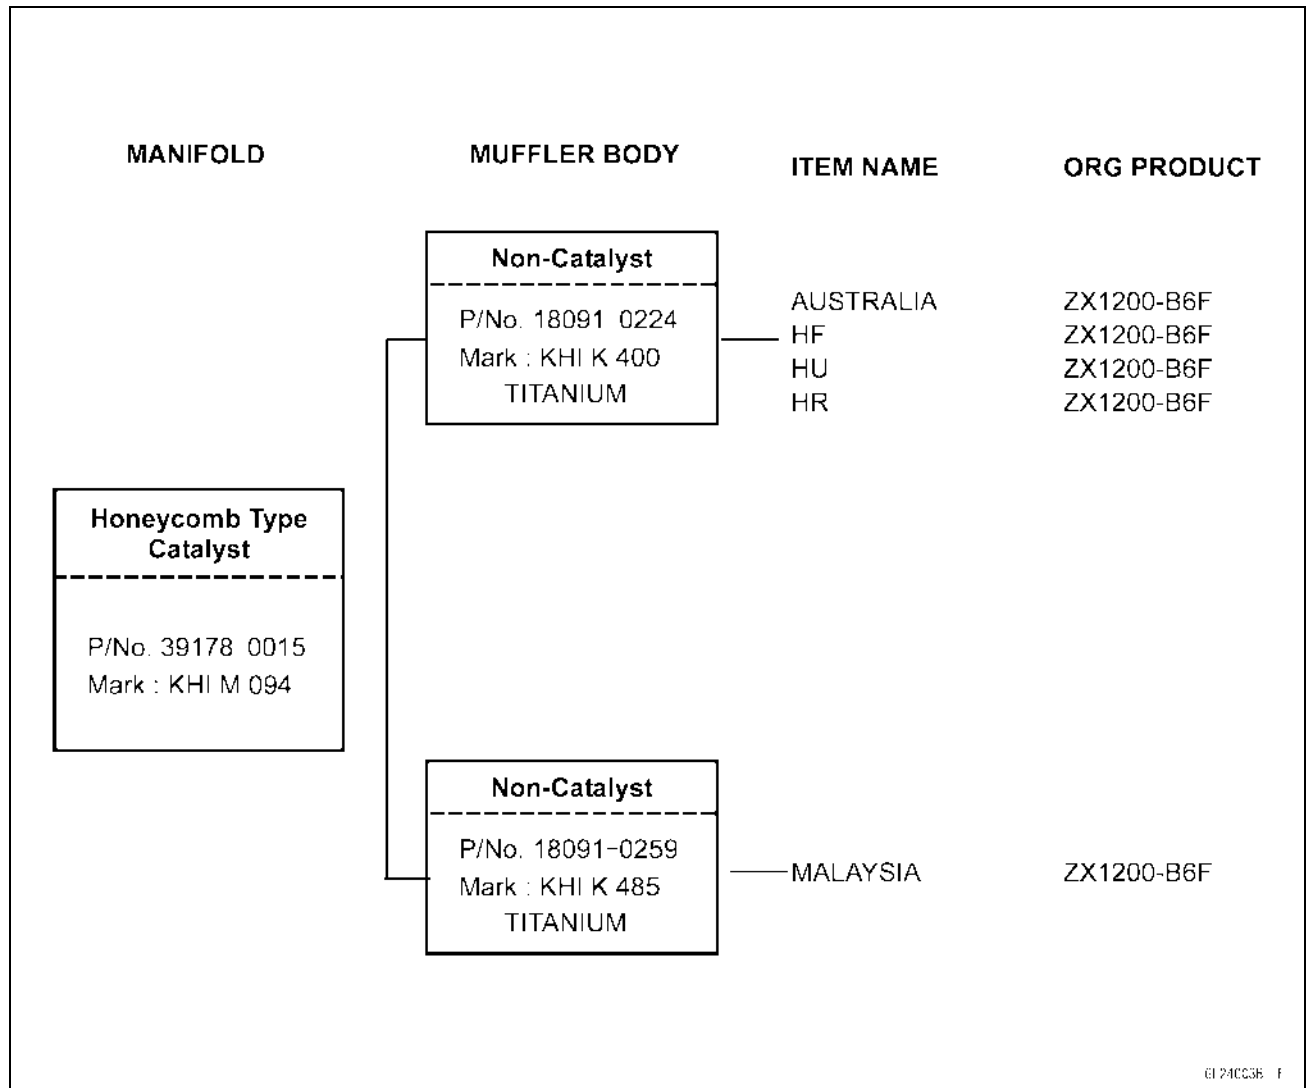 MANIFOLD
MUFFLER BODY
ITEM NAME
ORG PRODUCT
Honeycomb Type
Catalyst
P/No. 39178 0015
Mark : KHI M 094
Non-Catalyst
P/No. 18091 0224
Mark : KHI K 400
TITANIUM
AUSTRALIA ZX1200-B6F
HF ZX1200-B6F
HU ZX1200-B6F
HR ZX1200-B6F
Non-Catalyst
P/No. 18091-0259
Mark : KHI K 485
TITANIUM
MALAYSIA ZX1200-B6F